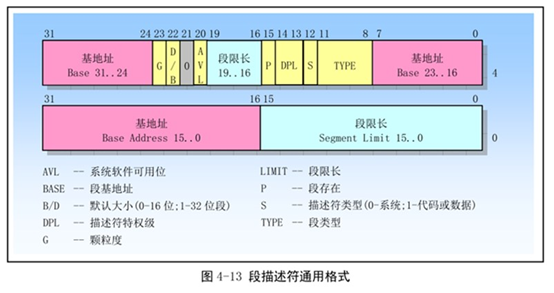 31 24 23 22 21 20 19 16 15 14 13 12 11 8 7 0
基地址 Base 31..24 G D/B 0 AVL 段限长 19..16 P DPL S TYPE 基地址 Base 23..16 4
31 16 15 0
基地址 Base Address 15..0 段限长 Segment Limit 15..0 0
AVL -- 系统软件可用位 LIMIT -- 段限长
BASE -- 段基地址 P -- 段存在
B/D -- 默认大小(0-16位;1-32位段) S -- 描述符类型(0-系统;1-代码或数据)
DPL -- 描述符特权级 TYPE -- 段类型
G -- 颗粒度
图 4-13 段描述符通用格式